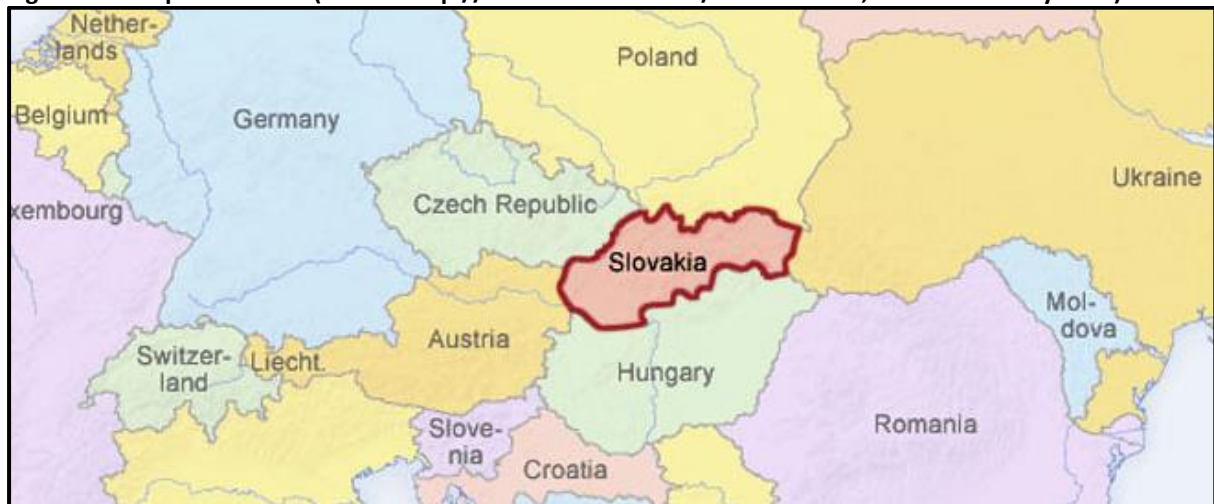 Nether-
lands
Poland
Belgium
Germany
Ukraine
Czech Republic
xembourg
Slovakia
Mol-
dova
Austria
Switzer-
land
Liecht.
Hungary
Romania
Slove-
nia
Croatia